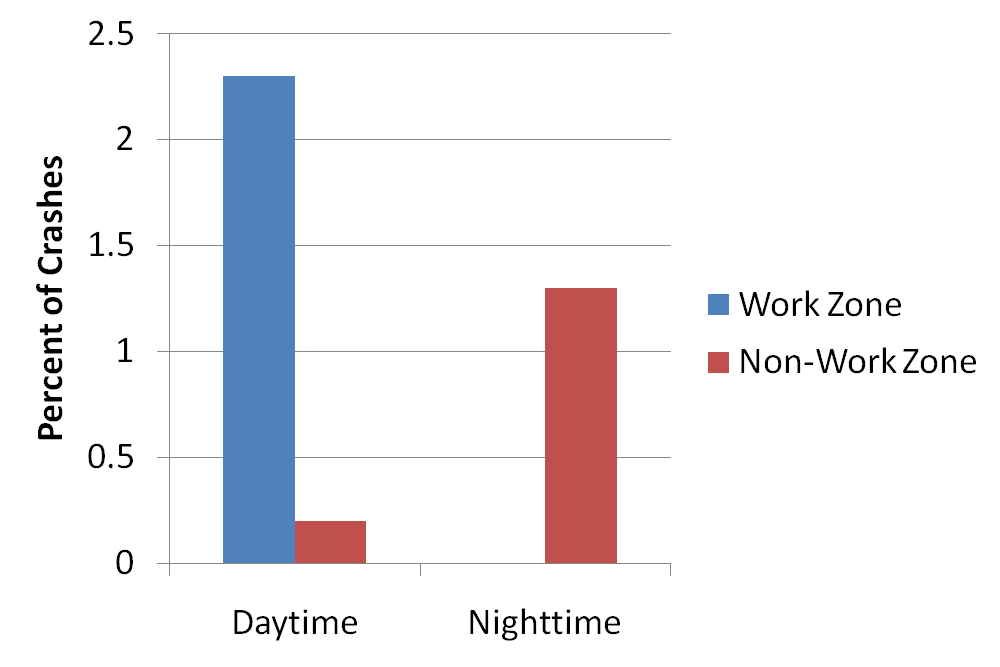 2.5
2
1.5
1
0.5
0
Percent of Crashes
Daytime
Nighttime
Work Zone
Non-Work Zone